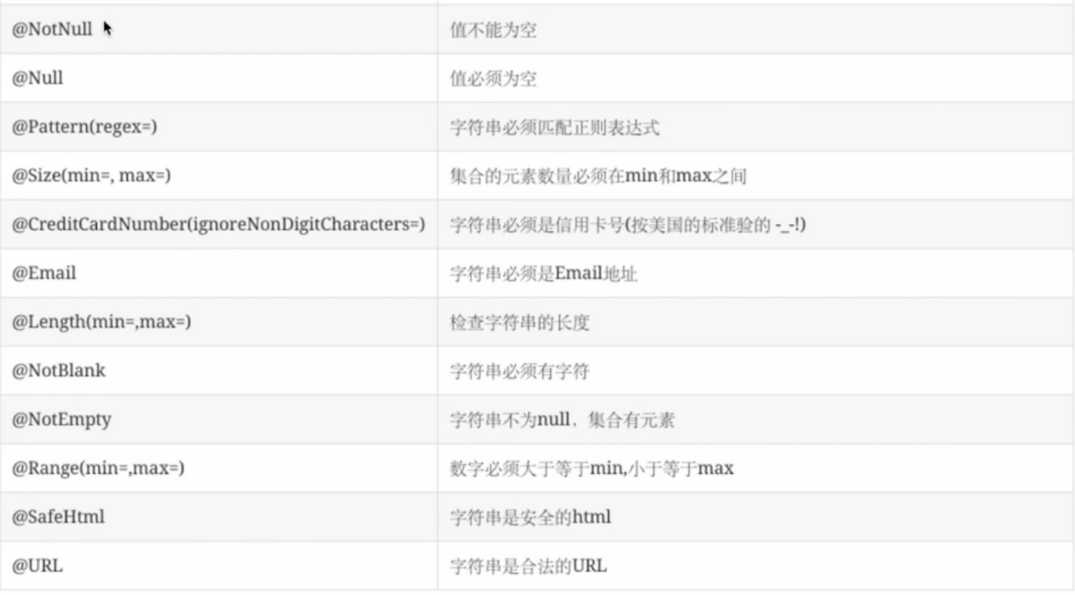 @NotNull 值不能为空
@Null 值必须为空
@Pattern(regex=) 字符串必须匹配正则表达式
@Size(min=, max=) 集合的元素数量必须在min和max之间
@CreditCardNumber(ignoreNonDigitCharacters=) 字符串必须是信用卡号(按美国的标准验的 -_-!)
@Email 字符串必须是Email地址
@Length(min=,max=) 检查字符串的长度
@NotBlank 字符串必须有字符
@NotEmpty 字符串不为null，集合有元素
@Range(min=,max=) 数字必须大于等于min,小于等于max
@SafeHtml 字符串是安全的html
@URL 字符串是合法的URL